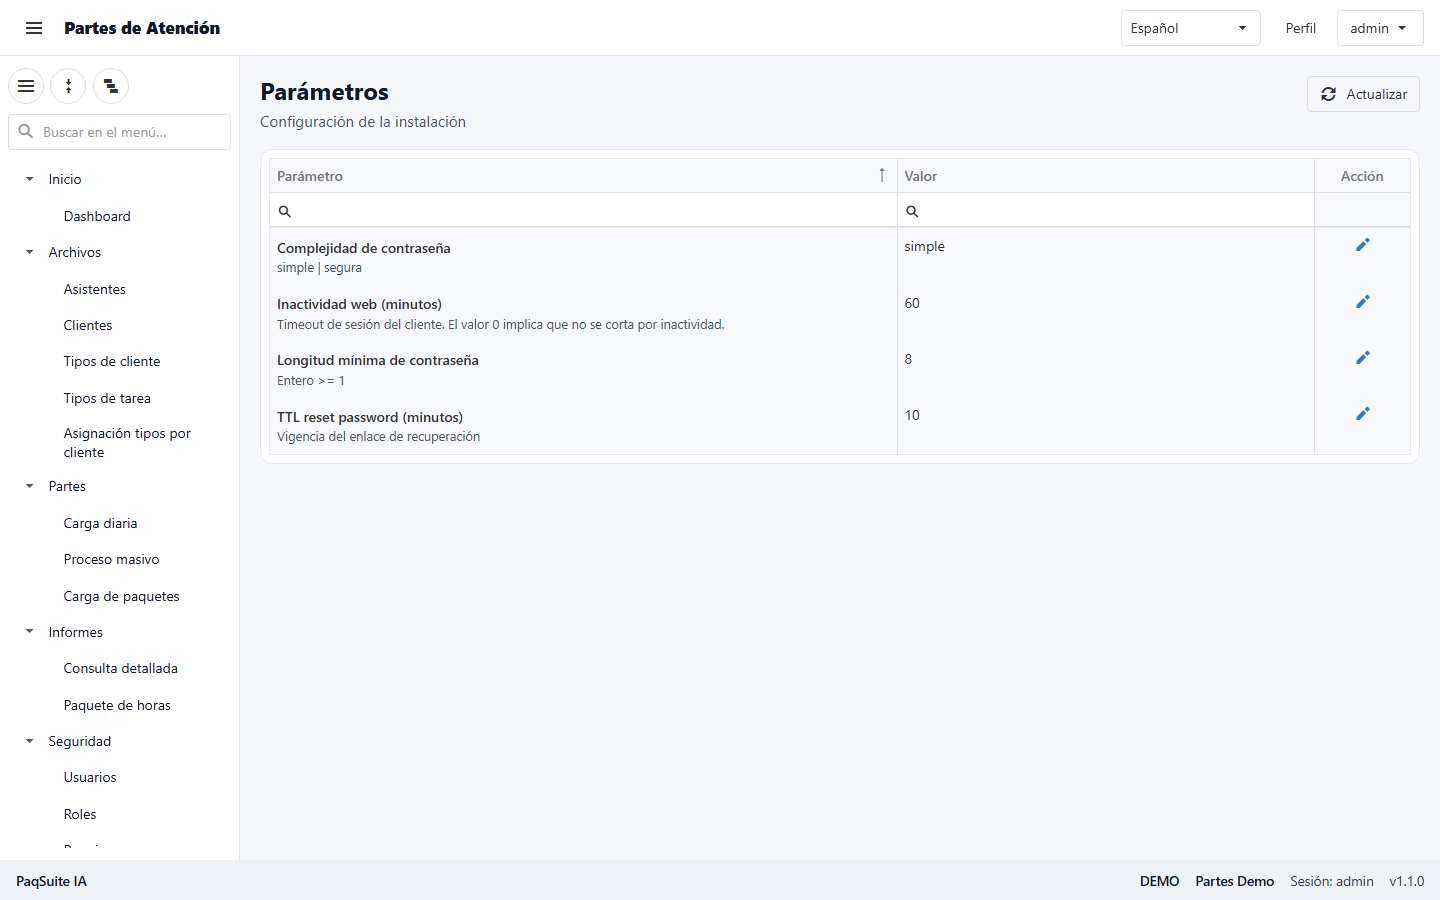 Partes de Atención
Español
Perfil
admin
Buscar en el menú...
Inicio
Dashboard
Archivos
Asistentes
Clientes
Tipos de cliente
Tipos de tarea
Asignación tipos por
cliente
Partes
Carga diaria
Proceso masivo
Carga de paquetes
Informes
Consulta detallada
Paquete de horas
Seguridad
Usuarios
Roles
Parámetros
Configuración de la instalación
Actualizar
Parámetro
Valor
Acción
Complejidad de contraseña
simple | segura
simple
Inactividad web (minutos)
Timeout de sesión del cliente. El valor 0 implica que no se corta por inactividad.
60
Longitud mínima de contraseña
Entero >= 1
8
TTL reset password (minutos)
Vigencia del enlace de recuperación
10
PaqSuite IA
DEMO
Partes Demo
Sesión: admin
v1.1.0